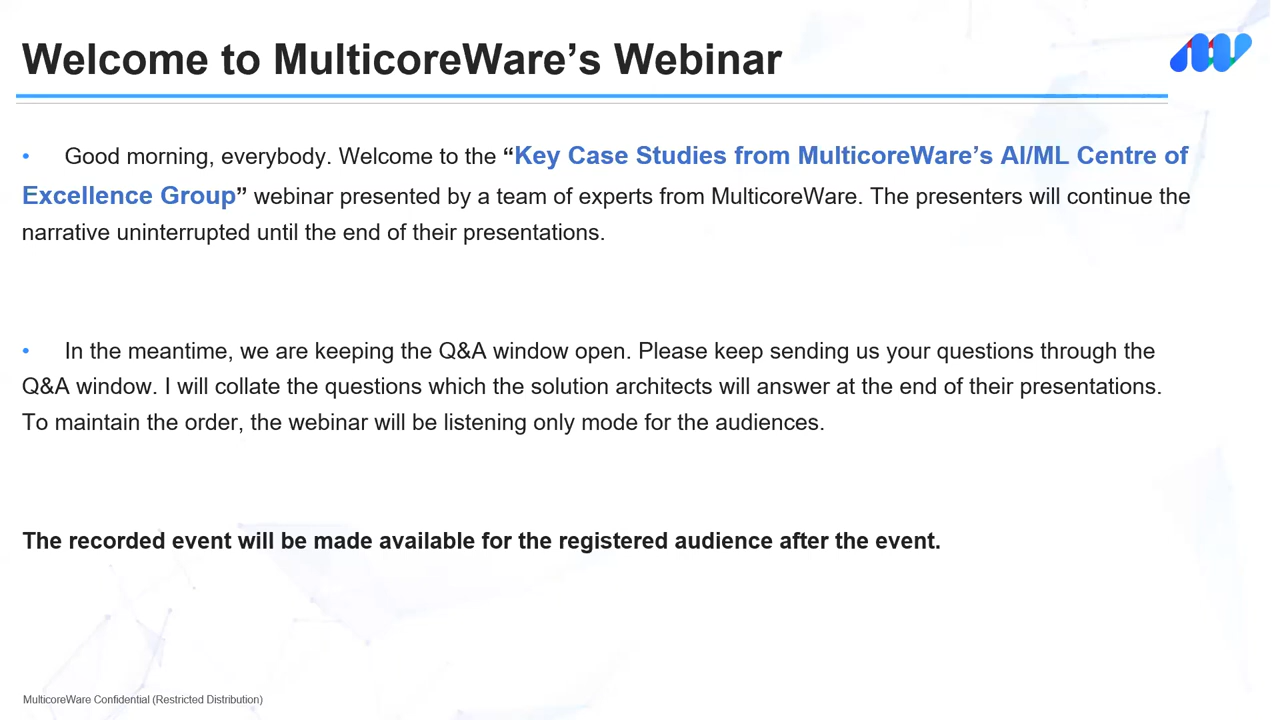 Welcome to MulticoreWare’s Webinar
• Good morning, everybody. Welcome to the “Key Case Studies from MulticoreWare’s AI/ML Centre of
Excellence Group” webinar presented by a team of experts from MulticoreWare. The presenters will continue the
narrative uninterrupted until the end of their presentations.
• In the meantime, we are keeping the Q&A window open. Please keep sending us your questions through the
Q&A window. I will collate the questions which the solution architects will answer at the end of their presentations.
To maintain the order, the webinar will be listening only mode for the audiences.
The recorded event will be made available for the registered audience after the event.
MulticoreWare Confidential (Restricted Distribution)